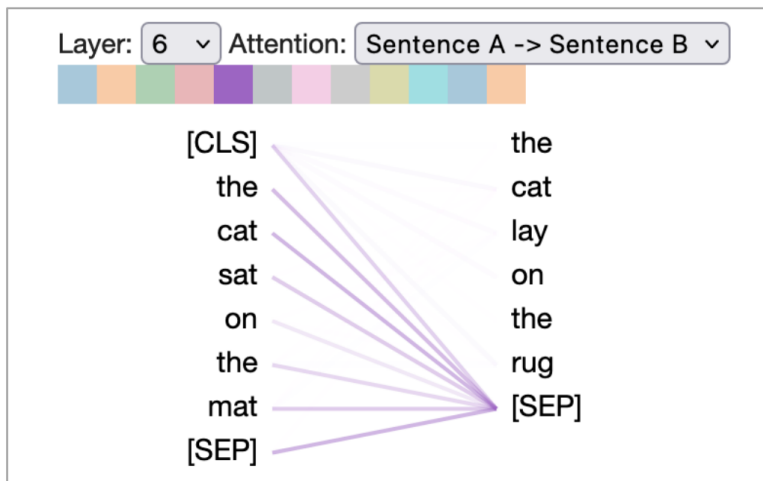 Layer: 6 Attention: Sentence A -> Sentence B
[CLS] the
the cat
cat lay
sat on
on the
the rug
mat [SEP]
[SEP]